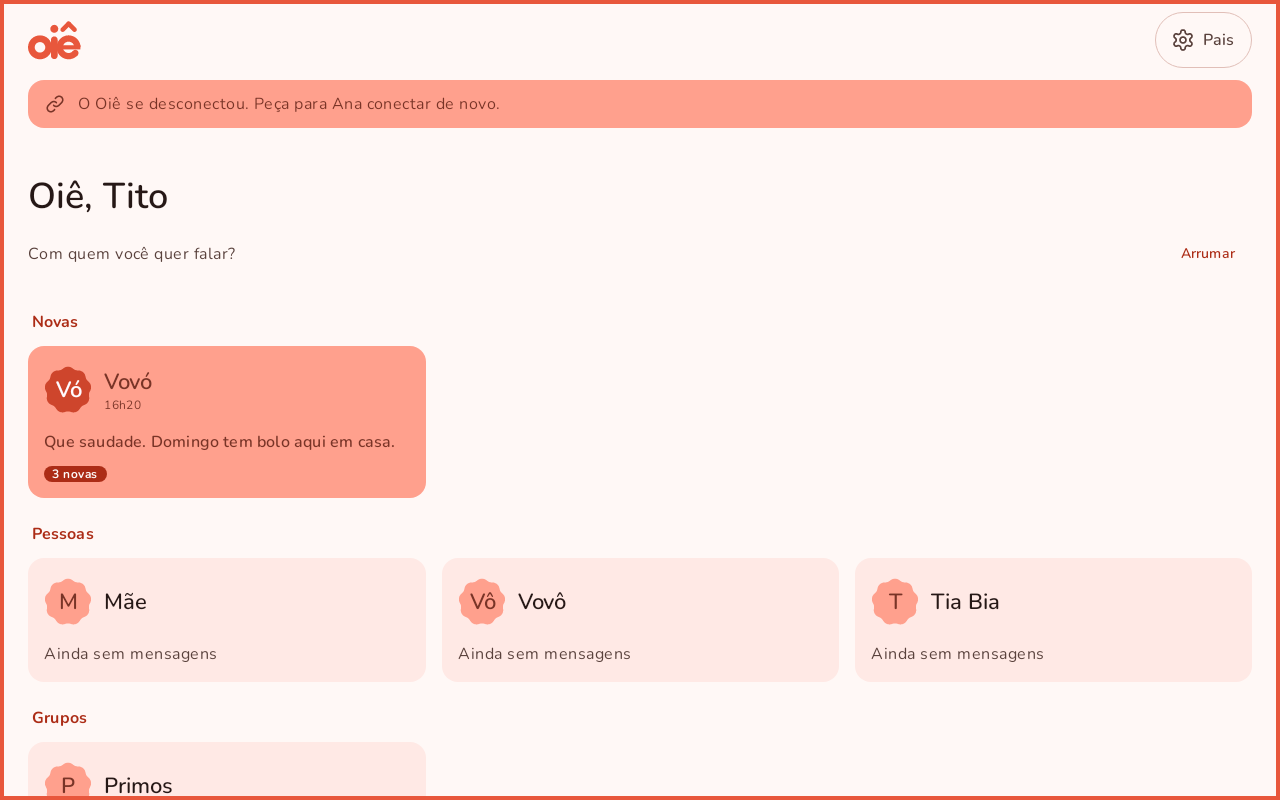 oiê
Pais
O Oiê se desconectou. Peça para Ana conectar de novo.
Oiê, Tito
Com quem você quer falar?
Arrumar
Novas
Vó
Vovó
16h20
Que saudade. Domingo tem bolo aqui em casa.
3 novas
Pessoas
M
Mãe
Ainda sem mensagens
Vô
Vovô
Ainda sem mensagens
T
Tia Bia
Ainda sem mensagens
Grupos
P
Primos